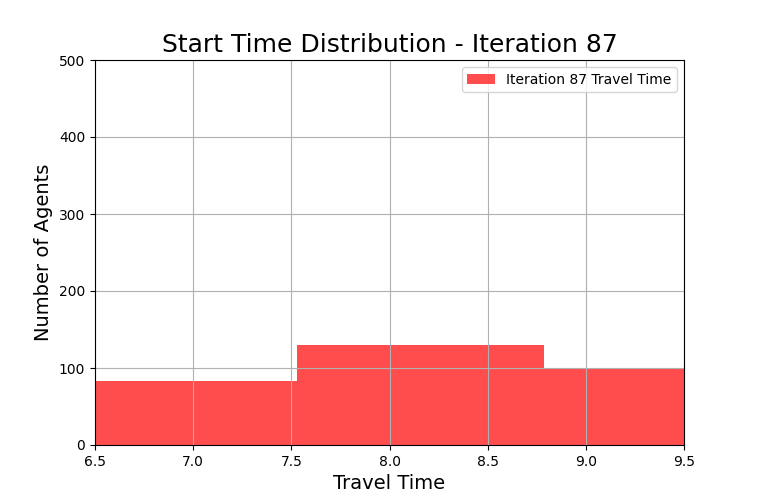 Start Time Distribution - Iteration 87
Iteration 87 Travel Time
Number of Agents
500
400
300
200
100
0
6.5 7.0 7.5 8.0 8.5 9.0 9.5
Travel Time